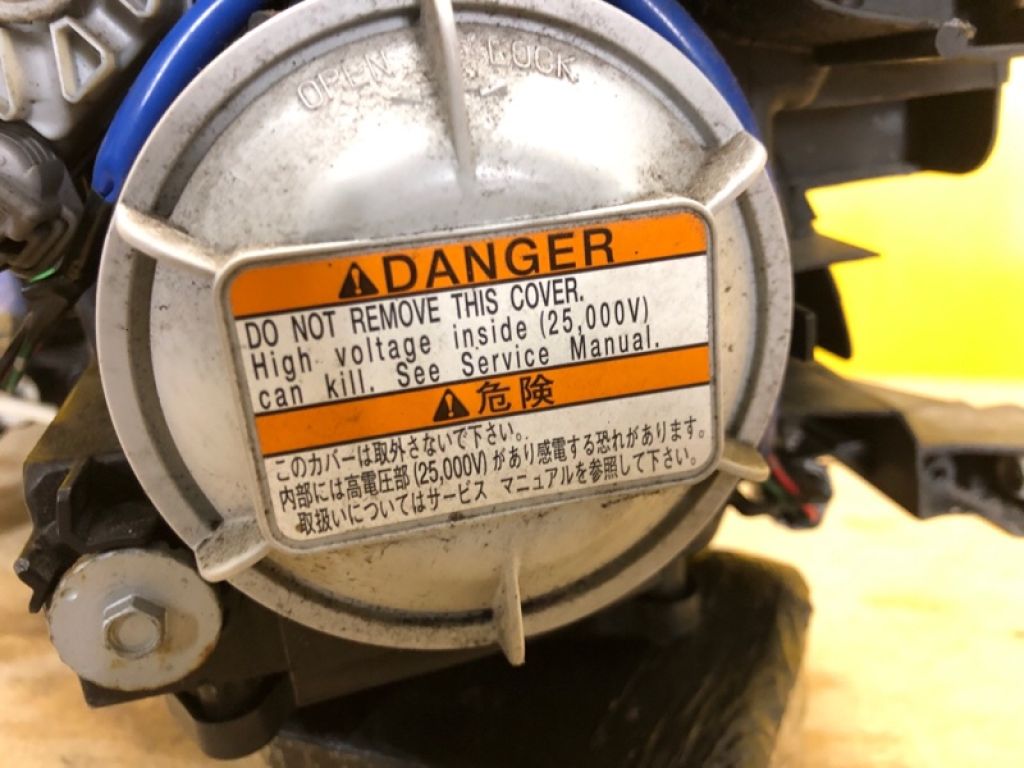 OPEN LOCK
⚠DANGER
DO NOT REMOVE THIS COVER.
High voltage inside (25,000V)
can kill. See Service Manual.
⚠危険
このカバーは取外さないで下さい。
内部には高電圧部(25,000V)があり感電する恐れがあります。
取扱いについてはサービス マニュアルを参照して下さい。